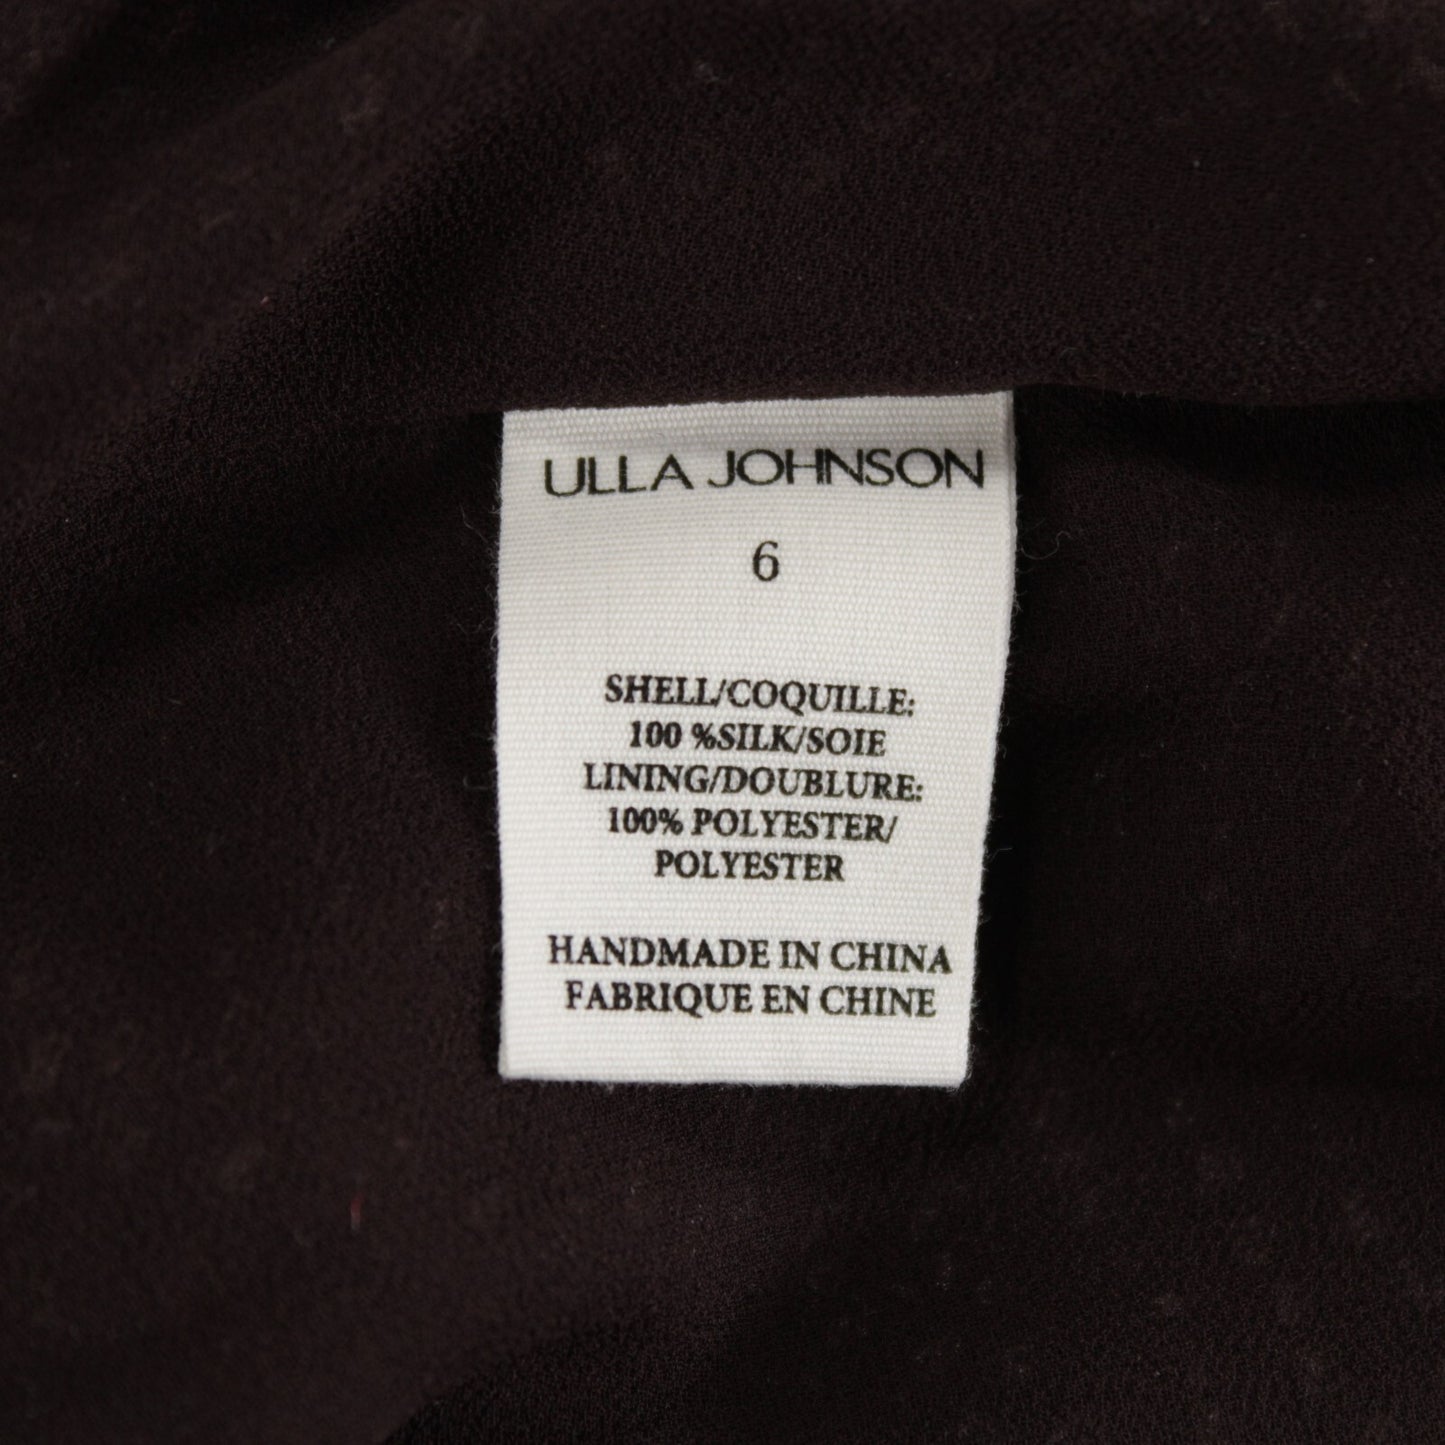 ULLA JOHNSON
6
SHELL/COQUILLE:
100 %SILK/SOIE
LINING/DOUBLURE:
100% POLYESTER/
POLYESTER
HANDMADE IN CHINA
FABRIQUE EN CHINE